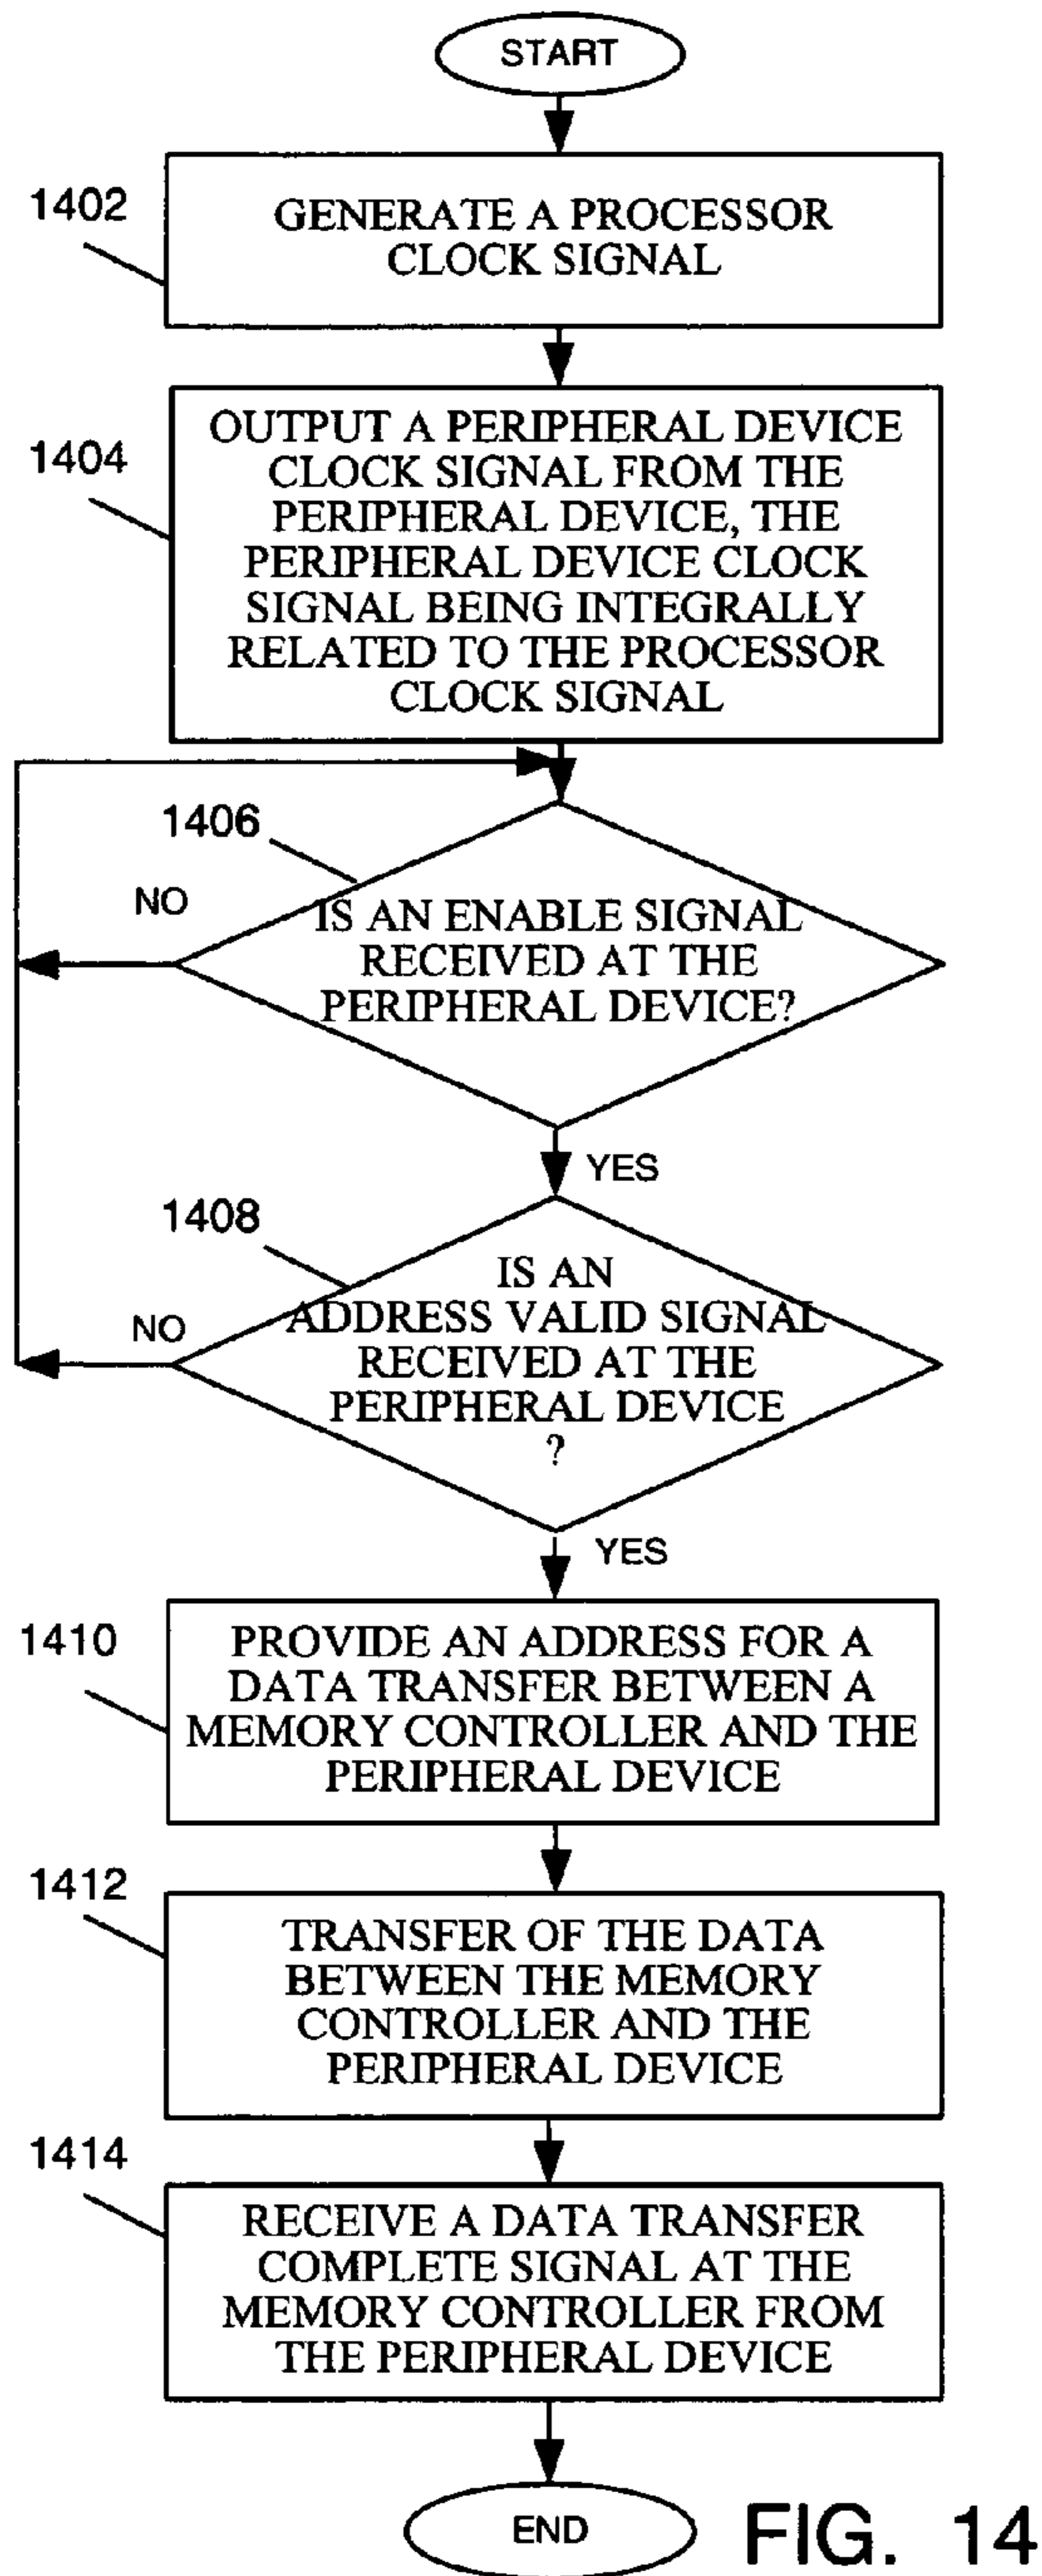 START
1402
GENERATE A PROCESSOR
CLOCK SIGNAL
1404
OUTPUT A PERIPHERAL DEVICE
CLOCK SIGNAL FROM THE
PERIPHERAL DEVICE, THE
PERIPHERAL DEVICE CLOCK
SIGNAL BEING INTEGRALLY
RELATED TO THE PROCESSOR
CLOCK SIGNAL
1406
NO
IS AN ENABLE SIGNAL
RECEIVED AT THE
PERIPHERAL DEVICE?
YES
1408
NO
IS AN
ADDRESS VALID SIGNAL
RECEIVED AT THE
PERIPHERAL DEVICE
?
YES
1410
PROVIDE AN ADDRESS FOR A
DATA TRANSFER BETWEEN A
MEMORY CONTROLLER AND THE
PERIPHERAL DEVICE
1412
TRANSFER OF THE DATA
BETWEEN THE MEMORY
CONTROLLER AND THE
PERIPHERAL DEVICE
1414
RECEIVE A DATA TRANSFER
COMPLETE SIGNAL AT THE
MEMORY CONTROLLER FROM
THE PERIPHERAL DEVICE
END
FIG. 14